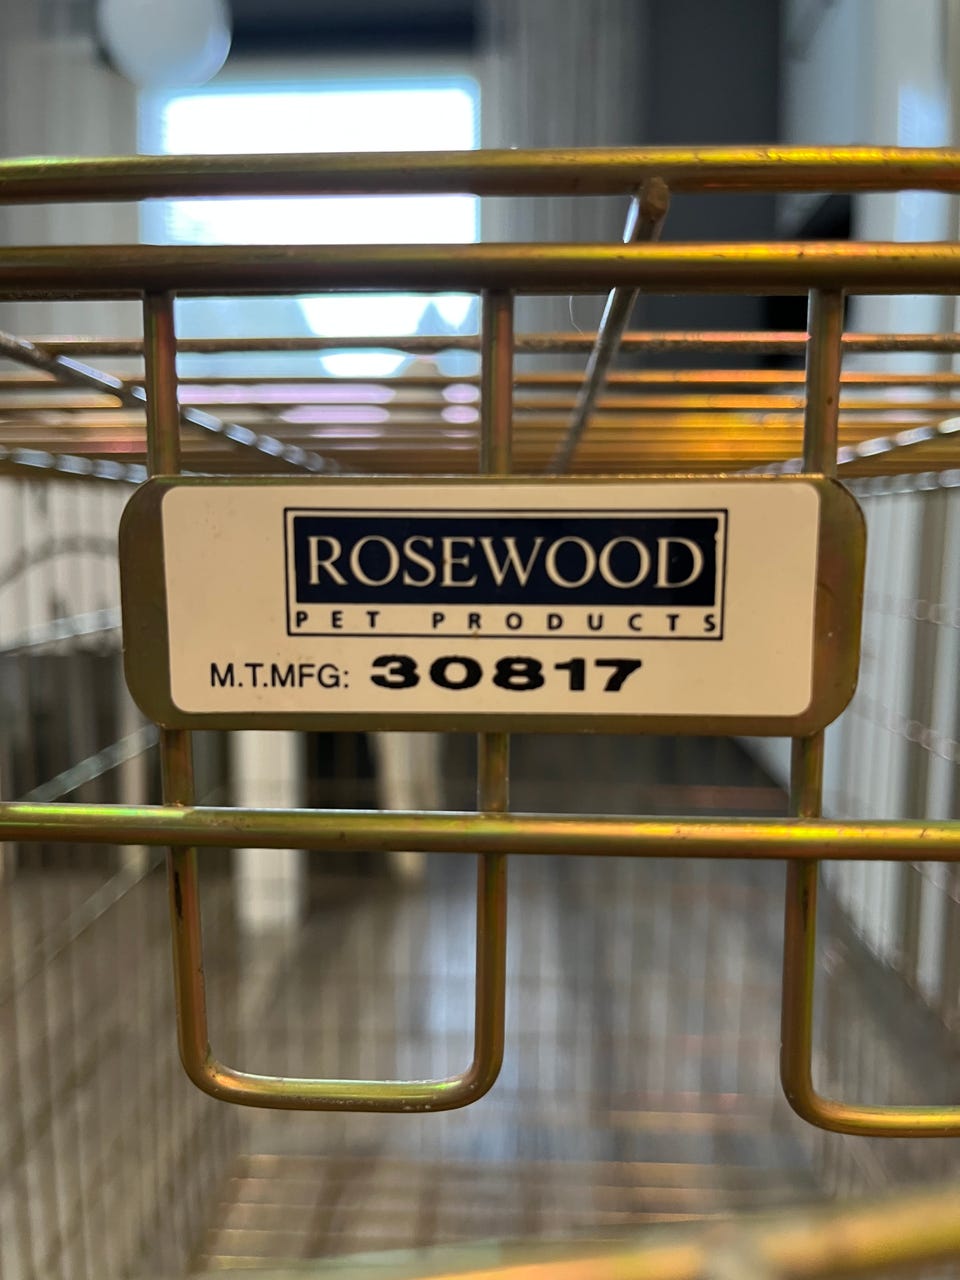 ROSEWOOD
PET PRODUCTS
M.T.MFG: 30817